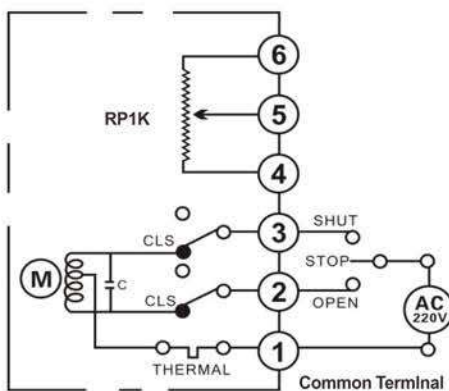 6
RP1K
5
4
CLS
3
SHUT
STOP
M
C
CLS
2
OPEN
AC
220V
THERMAL
1
Common Terminal